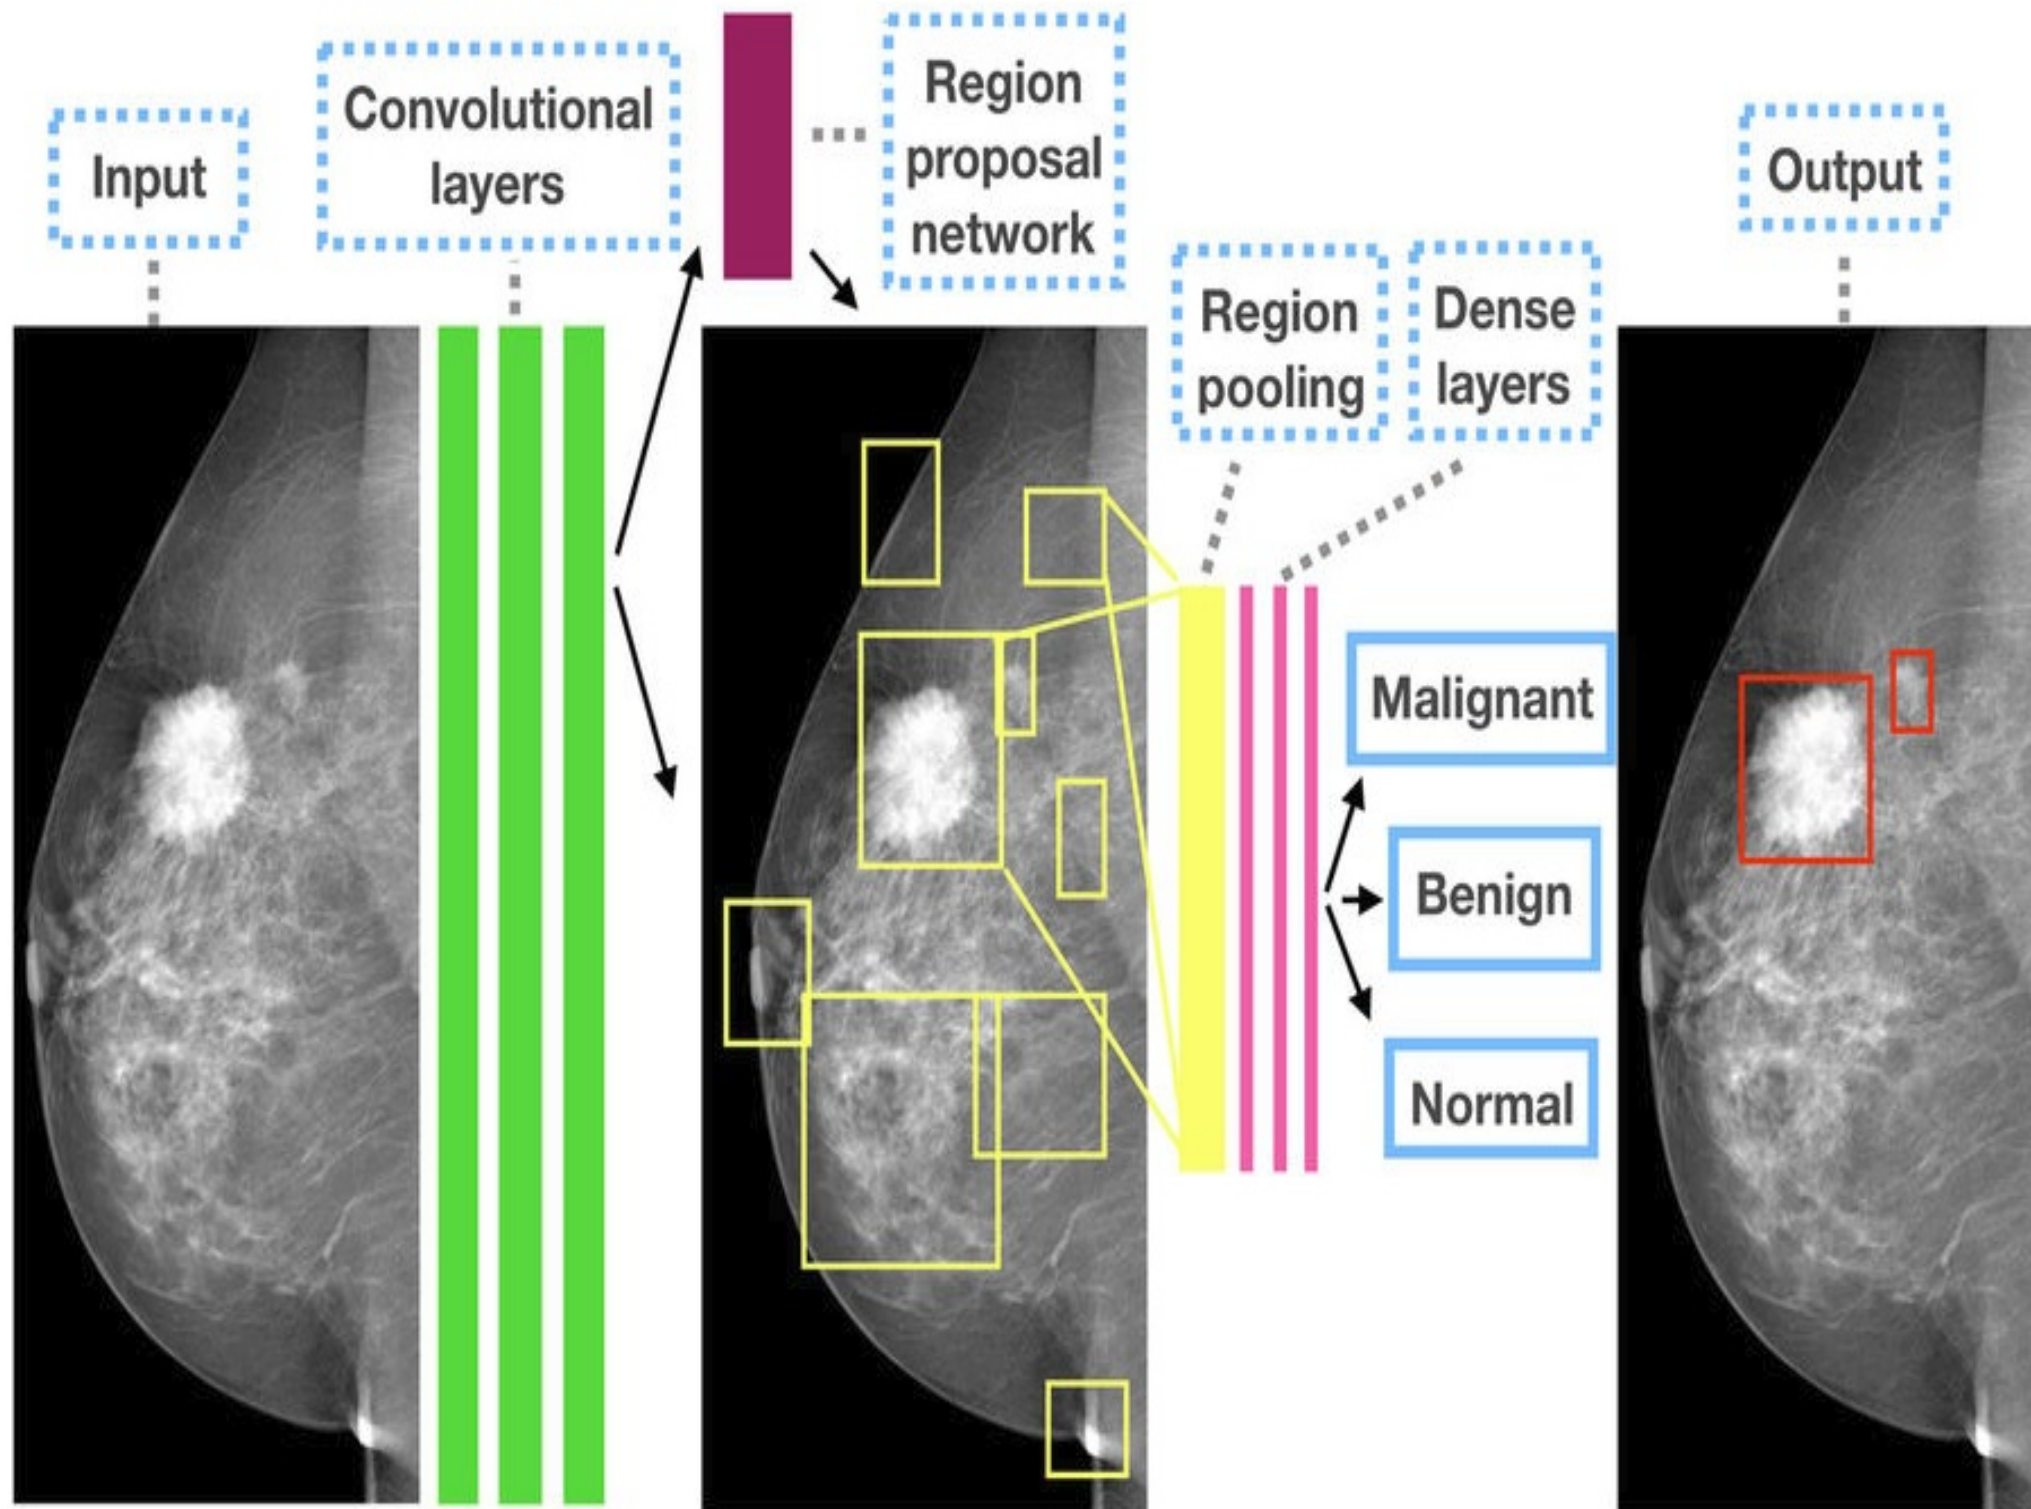 Input
Convolutional
layers
Region
proposal
network
Region
pooling
Dense
layers
Output
Malignant
Benign
Normal